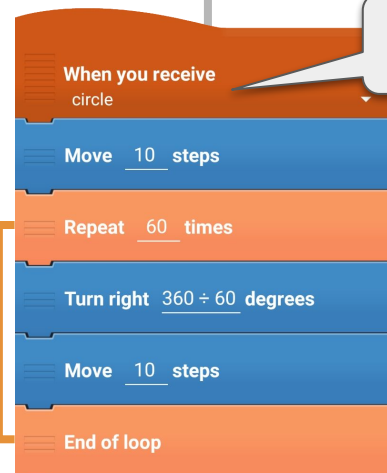 When you receive
circle
Move 10 steps
Repeat 60 times
Turn right 360 ÷ 60 degrees
Move 10 steps
End of loop